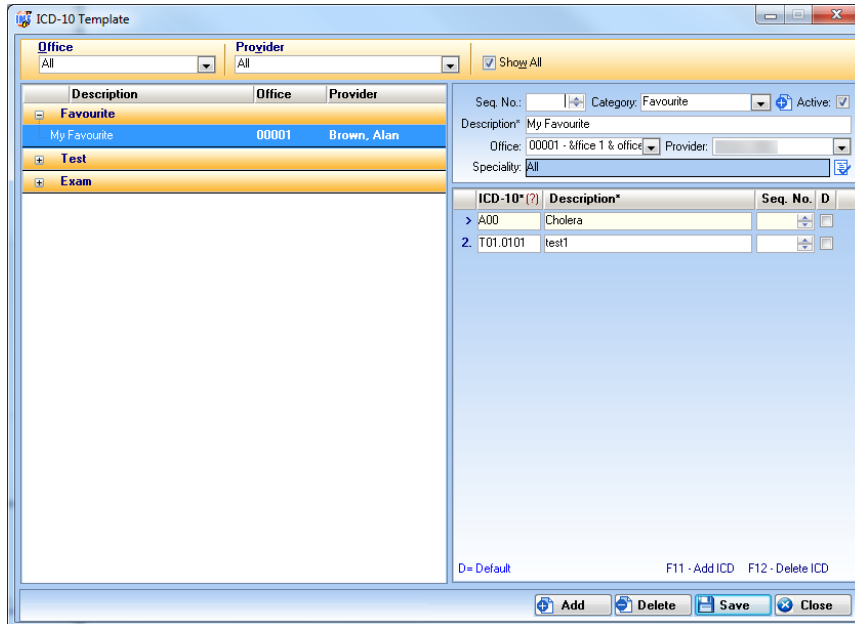 ICD-10 Template
Office Provider
All All Show All
Description Office Provider
Favourite
My Favourite 00001 Brown, Alan
Test
Exam
Seq. No.: Category: Favourite Active:
Description* My Favourite
Office: 00001 - &ffice 1 & office Provider:
Speciality: All
ICD-10* (?) Description* Seq. No. D
> A00 Cholera
2. T01.0101 test1
D= Default F11 - Add ICD F12 - Delete ICD
Add Delete Save Close